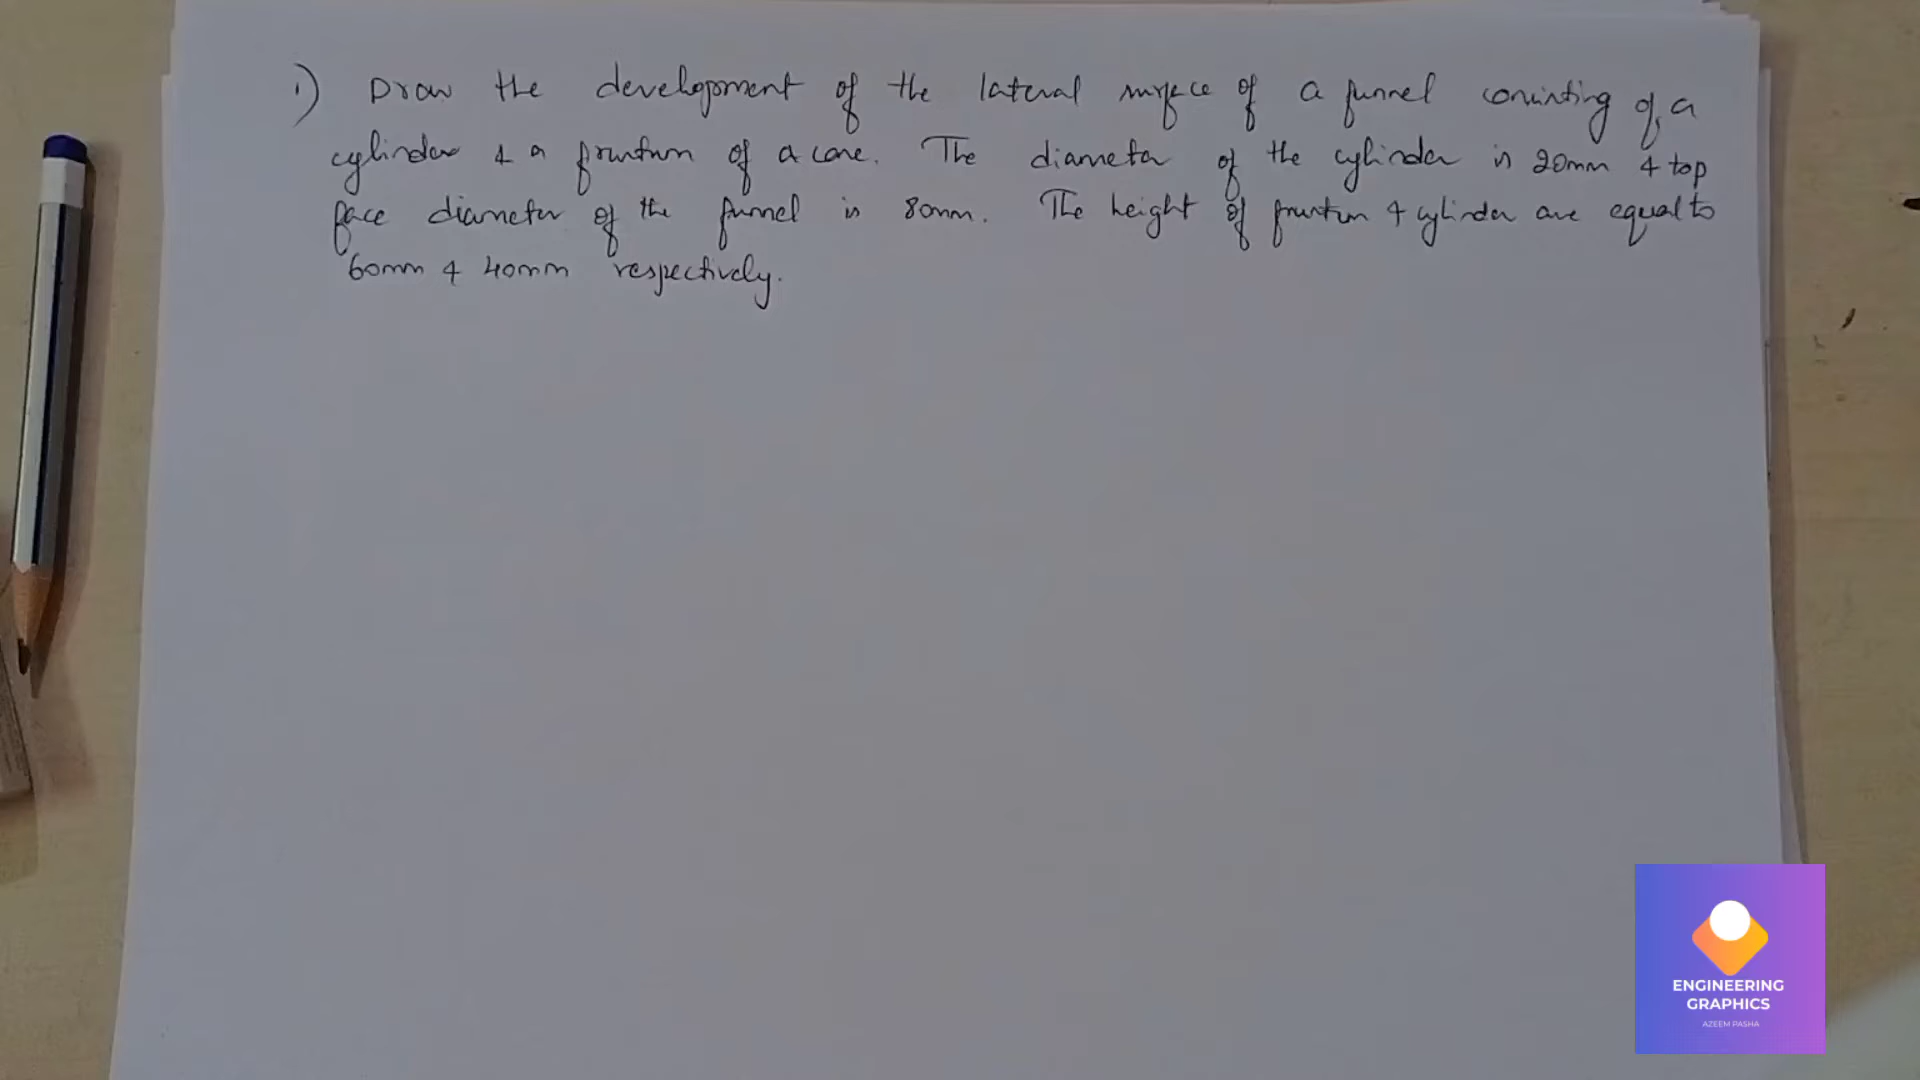 1) Draw the development of the lateral surface of a funnel consisting of a
cylinder & a frustum of a cone. The diameter of the cylinder is 20mm & top
face diameter of the funnel is 80mm. The height of frustum & cylinder are equal to
60mm & 40mm respectively.
ENGINEERING
GRAPHICS
AZEEM PASHA